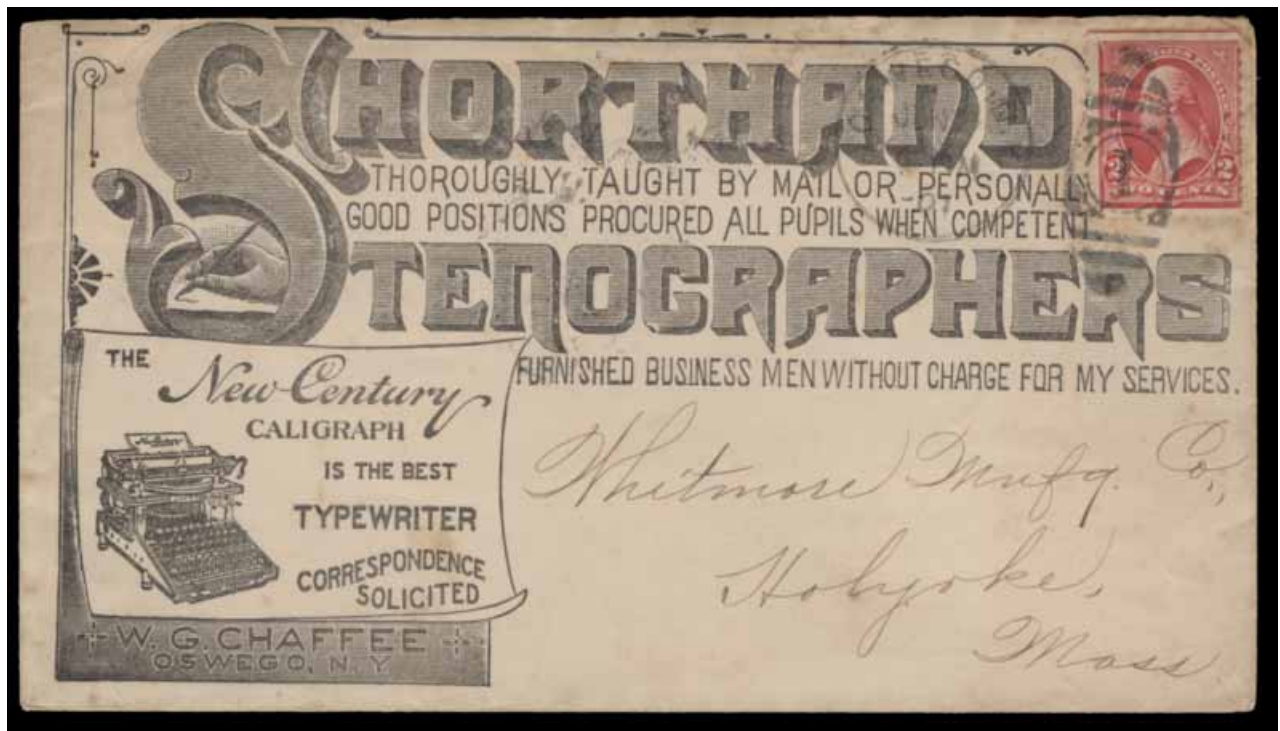 SHORTHAND
THOROUGHLY TAUGHT BY MAIL OR PERSONALLY
GOOD POSITIONS PROCURED ALL PUPILS WHEN COMPETENT
STENOGRAPHERS
FURNISHED BUSINESS MEN WITHOUT CHARGE FOR MY SERVICES.
THE
New Century
CALIGRAPH
IS THE BEST
TYPEWRITER
CORRESPONDENCE
SOLICITED
W. G. CHAFFEE
OSWEGO, N. Y
Whitmore Mnfg. Co.,
Holyoke,
Mass
2 2
TWO CENTS